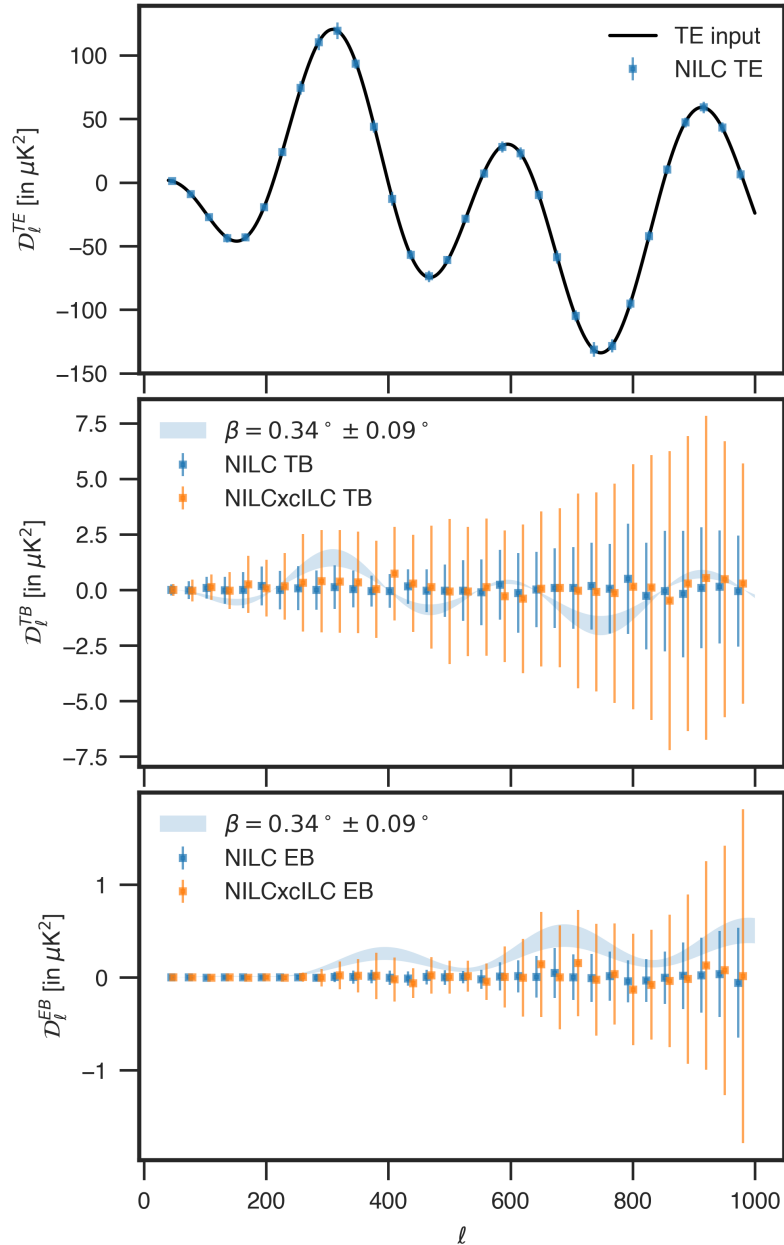 TE input
NILC TE
100
50
0
−50
−100
−150
𝒟ℓ^TE [in μK²]
β = 0.34° ± 0.09°
NILC TB
NILCxcILC TB
7.5
5.0
2.5
0.0
−2.5
−5.0
−7.5
𝒟ℓ^TB [in μK²]
β = 0.34° ± 0.09°
NILC EB
NILCxcILC EB
1
0
−1
𝒟ℓ^EB [in μK²]
0 200 400 600 800 1000
ℓ